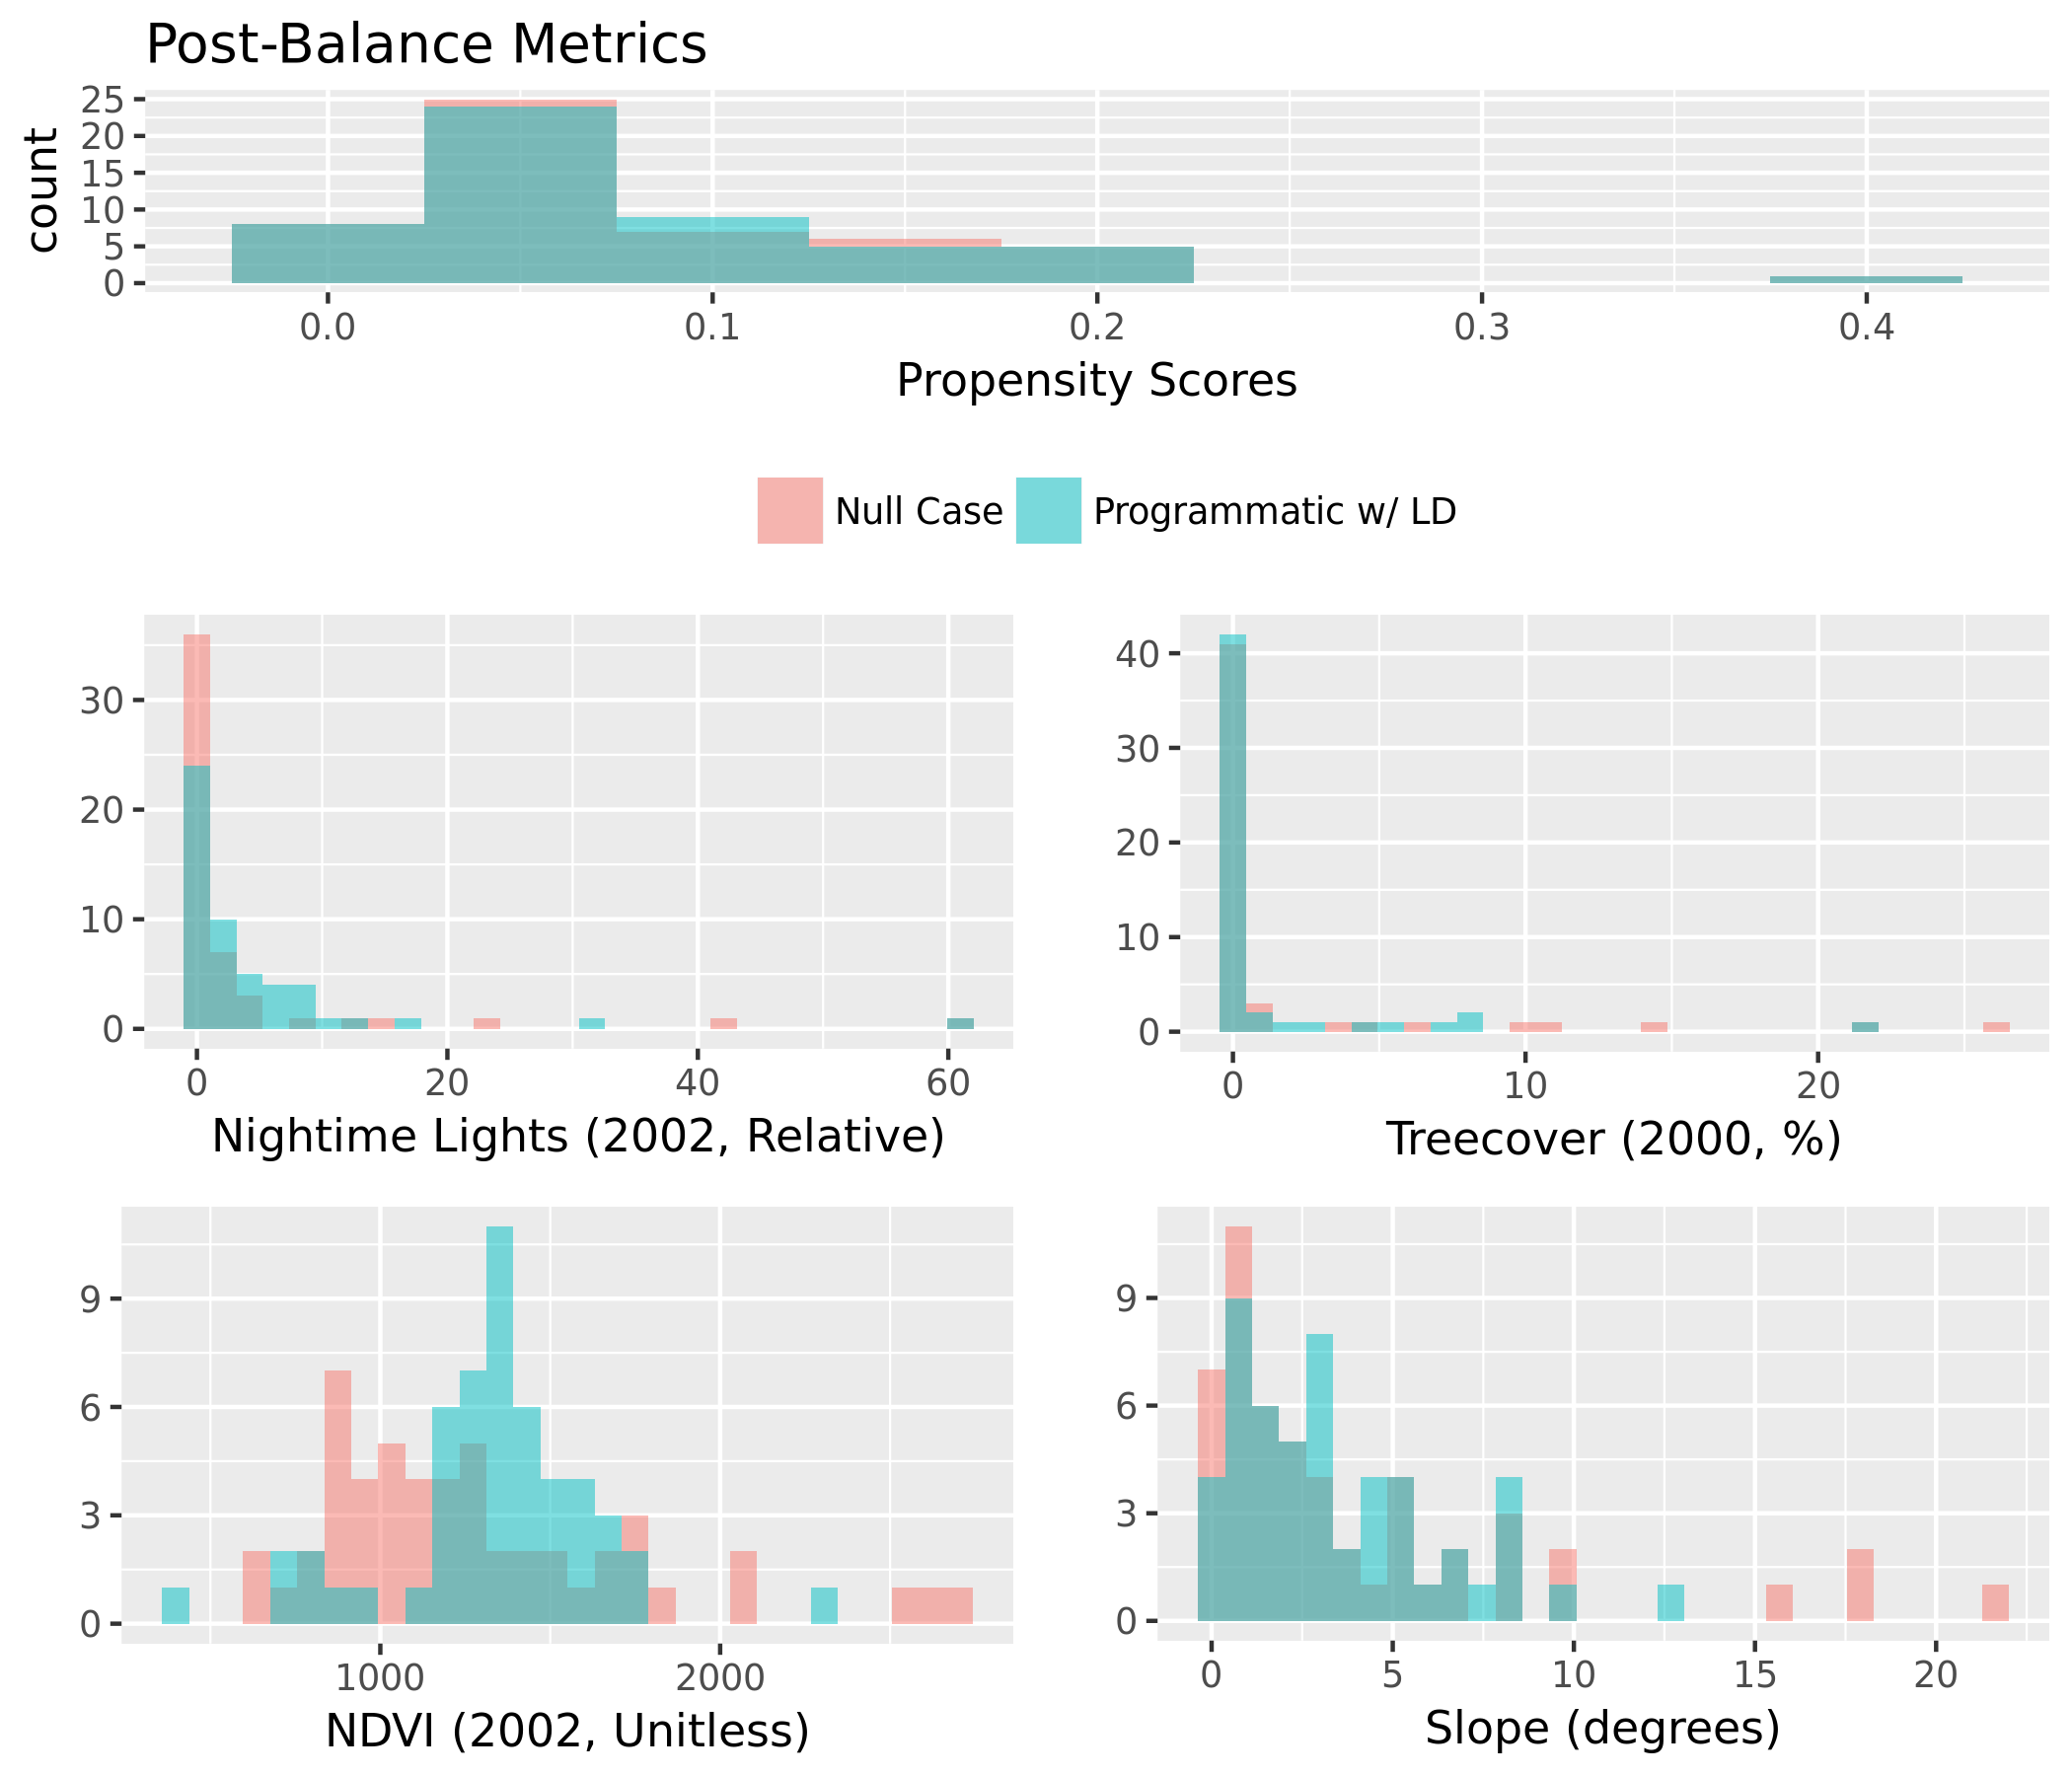 Post-Balance Metrics
count
25
20
15
10
5
0
0.0 0.1 0.2 0.3 0.4
Propensity Scores
Null Case Programmatic w/ LD
30
20
10
0
0 20 40 60
Nightime Lights (2002, Relative)
40
30
20
10
0
0 10 20
Treecover (2000, %)
9
6
3
0
1000 2000
NDVI (2002, Unitless)
9
6
3
0
0 5 10 15 20
Slope (degrees)